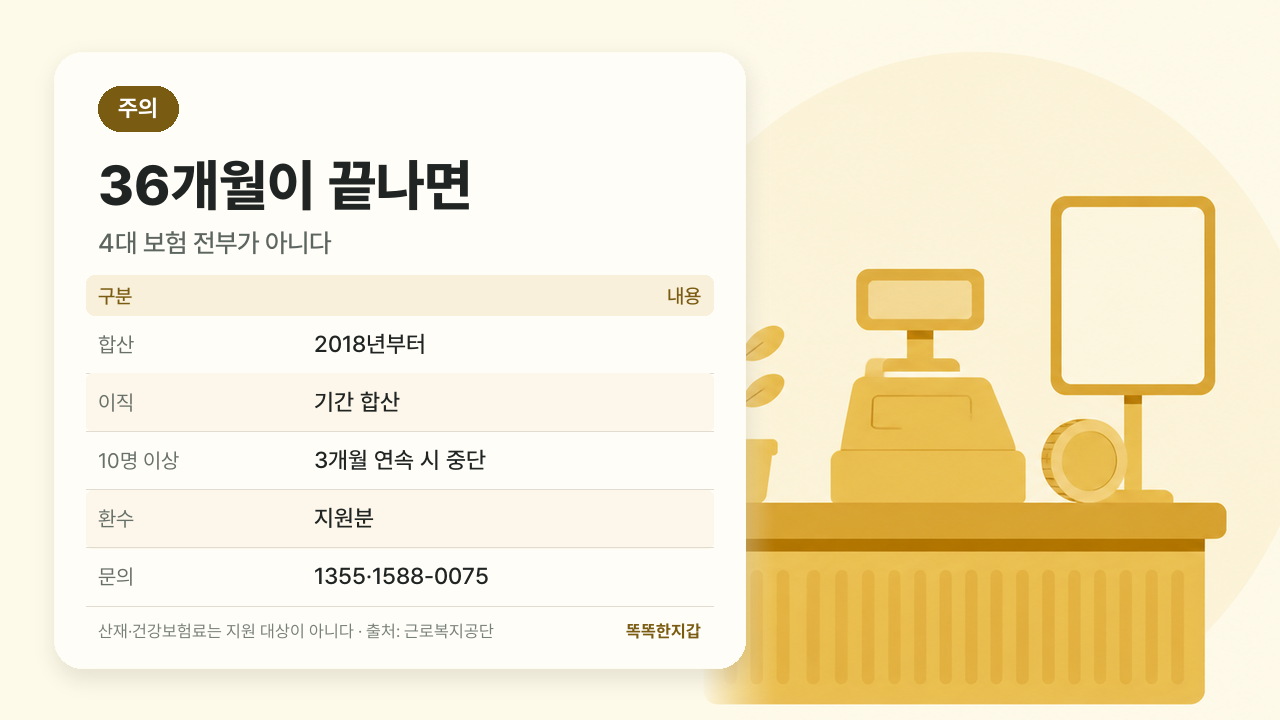 주의
36개월이 끝나면
4대 보험 전부가 아니다
구분 내용
합산 2018년부터
이직 기간 합산
10명 이상 3개월 연속 시 중단
환수 지원분
문의 1355·1588-0075
산재·건강보험료는 지원 대상이 아니다 · 출처: 근로복지공단 똑똑한지갑